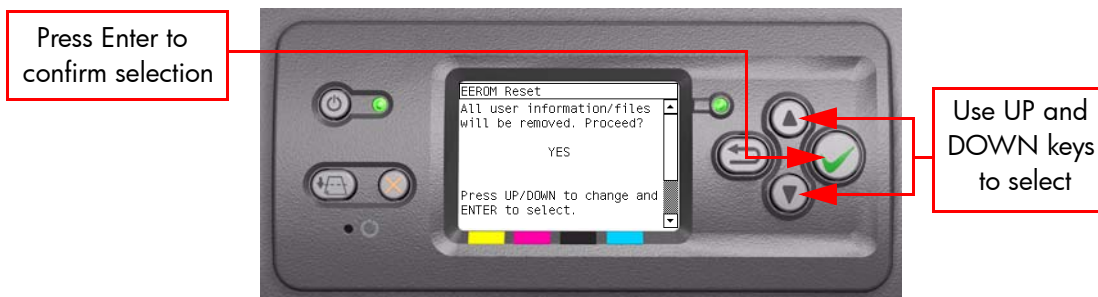 Press Enter to
confirm selection
EEROM Reset
All user information/files
will be removed. Proceed?
YES
Press UP/DOWN to change and
ENTER to select.
Use UP and
DOWN keys
to select